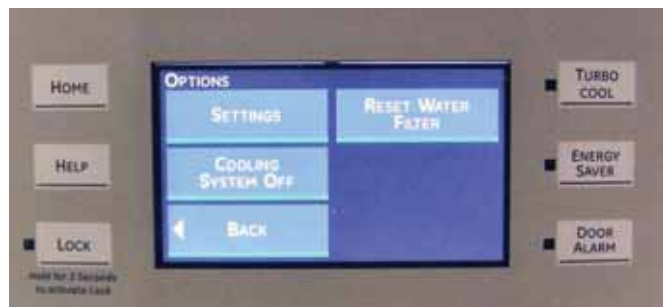 HOME
HELP
LOCK
Hold for 3 Seconds
to Activate Lock
OPTIONS
SETTINGS
RESET WATER
FILTER
COOLING
SYSTEM OFF
BACK
TURBO
COOL
ENERGY
SAVER
DOOR
ALARM